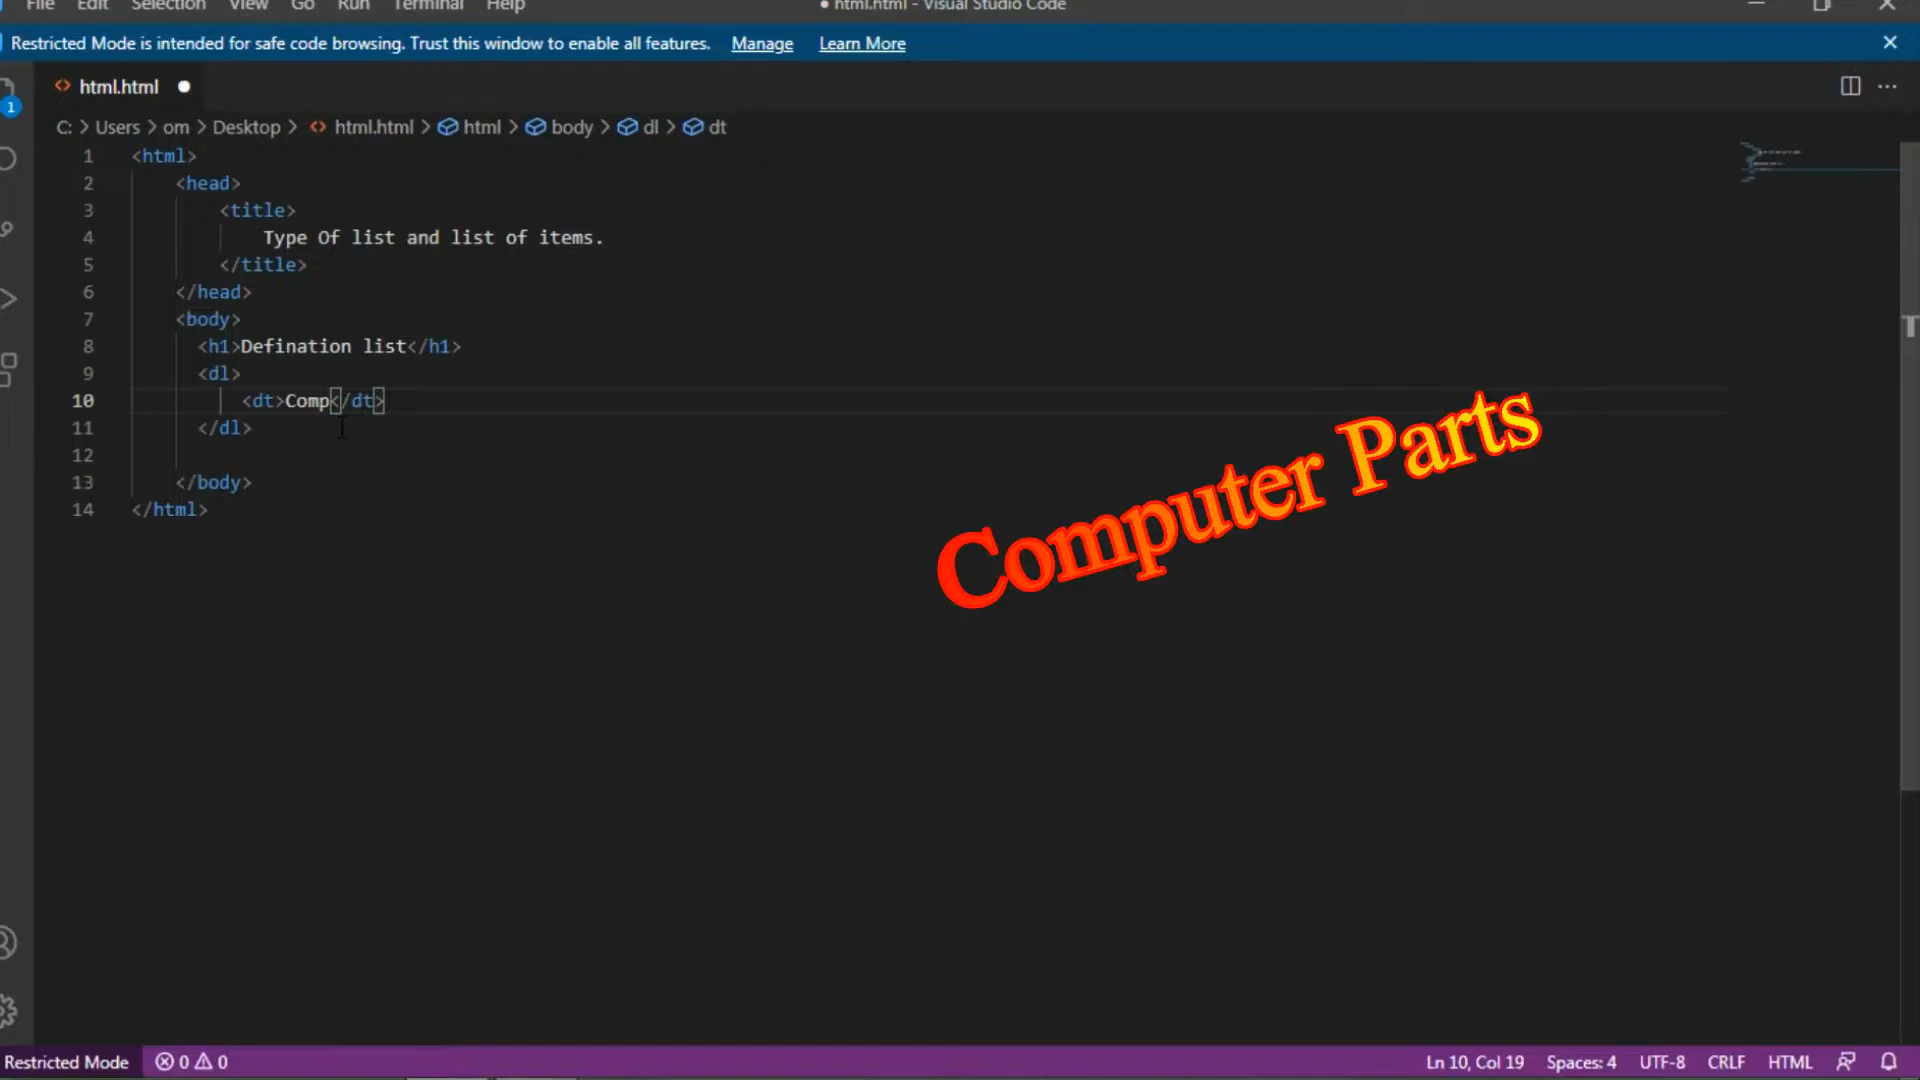 File Edit Selection View Go Run Terminal Help ● html.html - Visual Studio Code
Restricted Mode is intended for safe code browsing. Trust this window to enable all features. Manage Learn More
html.html
1
C: > Users > om > Desktop > html.html > html > body > dl > dt
1 <html>
2 <head>
3 <title>
4 Type Of list and list of items.
5 </title>
6 </head>
7 <body>
8 <h1>Defination list</h1>
9 <dl>
10 <dt>Comp</dt>
11 </dl>
12
13 </body>
14 </html>
Computer Parts
Restricted Mode 0 0 Ln 10, Col 19 Spaces: 4 UTF-8 CRLF HTML